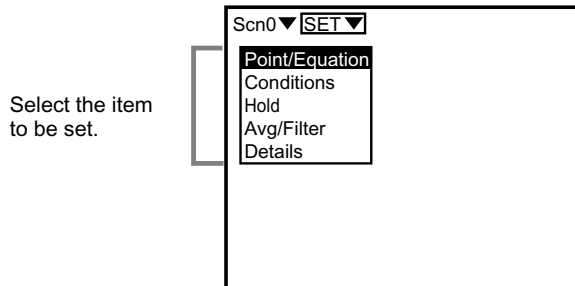 Scn0▼ SET▼
Point/Equation
Conditions
Hold
Avg/Filter
Details
Select the item
to be set.